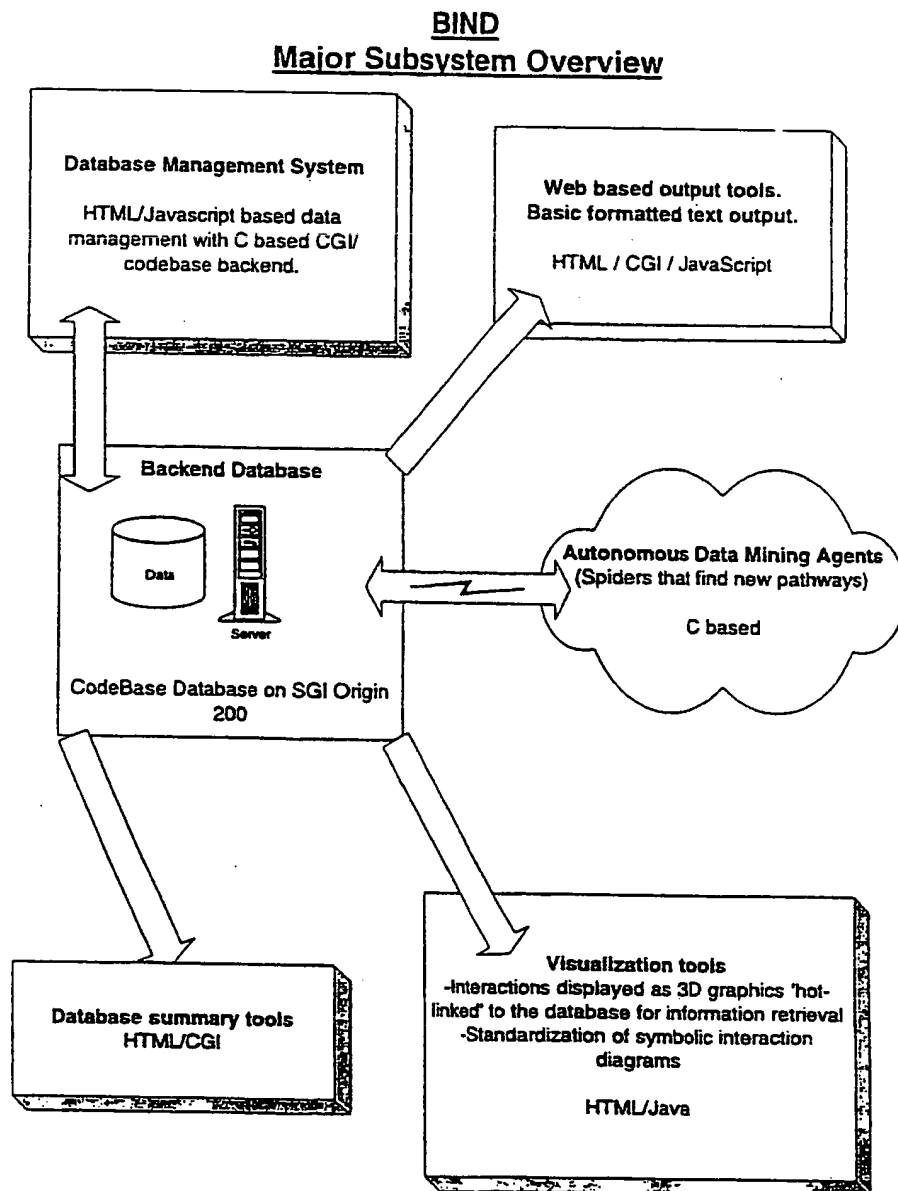 BIND
Major Subsystem Overview
Database Management System
HTML/Javascript based data
management with C based CGI/
codebase backend.
Web based output tools.
Basic formatted text output.
HTML / CGI / JavaScript
Backend Database
Data
Server
CodeBase Database on SGI Origin
200
Autonomous Data Mining Agents
(Spiders that find new pathways)
C based
Database summary tools
HTML/CGI
Visualization tools
-Interactions displayed as 3D graphics 'hot-
linked' to the database for information retrieval
-Standardization of symbolic interaction
diagrams
HTML/Java